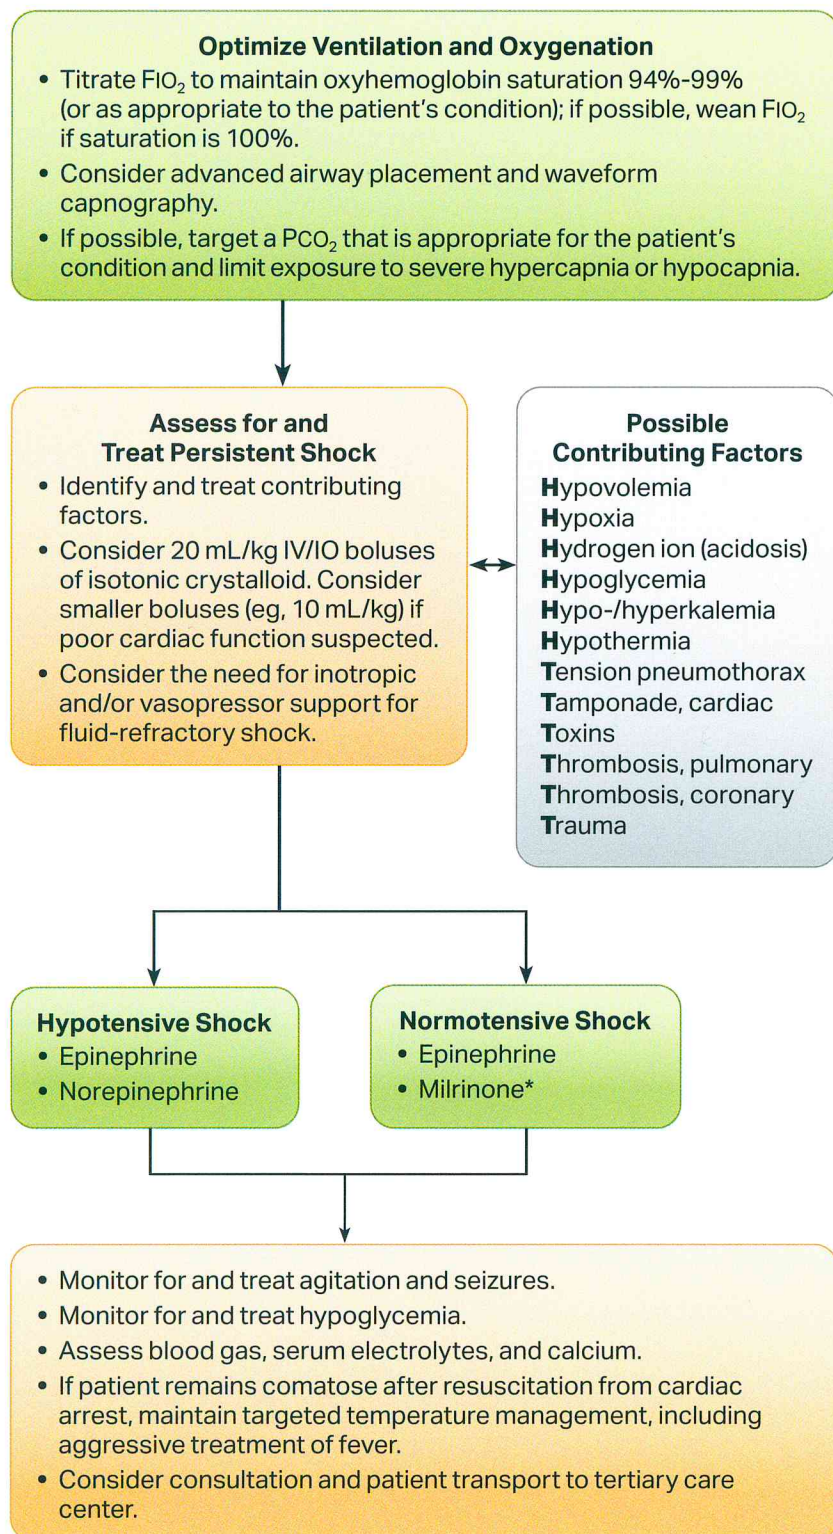 Optimize Ventilation and Oxygenation
• Titrate FIO₂ to maintain oxyhemoglobin saturation 94%-99%
(or as appropriate to the patient's condition); if possible, wean FIO₂
if saturation is 100%.
• Consider advanced airway placement and waveform
capnography.
• If possible, target a PCO₂ that is appropriate for the patient's
condition and limit exposure to severe hypercapnia or hypocapnia.
Assess for and
Treat Persistent Shock
• Identify and treat contributing
factors.
• Consider 20 mL/kg IV/IO boluses
of isotonic crystalloid. Consider
smaller boluses (eg, 10 mL/kg) if
poor cardiac function suspected.
• Consider the need for inotropic
and/or vasopressor support for
fluid-refractory shock.
Possible
Contributing Factors
Hypovolemia
Hypoxia
Hydrogen ion (acidosis)
Hypoglycemia
Hypo-/hyperkalemia
Hypothermia
Tension pneumothorax
Tamponade, cardiac
Toxins
Thrombosis, pulmonary
Thrombosis, coronary
Trauma
Hypotensive Shock
• Epinephrine
• Norepinephrine
Normotensive Shock
• Epinephrine
• Milrinone*
• Monitor for and treat agitation and seizures.
• Monitor for and treat hypoglycemia.
• Assess blood gas, serum electrolytes, and calcium.
• If patient remains comatose after resuscitation from cardiac
arrest, maintain targeted temperature management, including
aggressive treatment of fever.
• Consider consultation and patient transport to tertiary care
center.